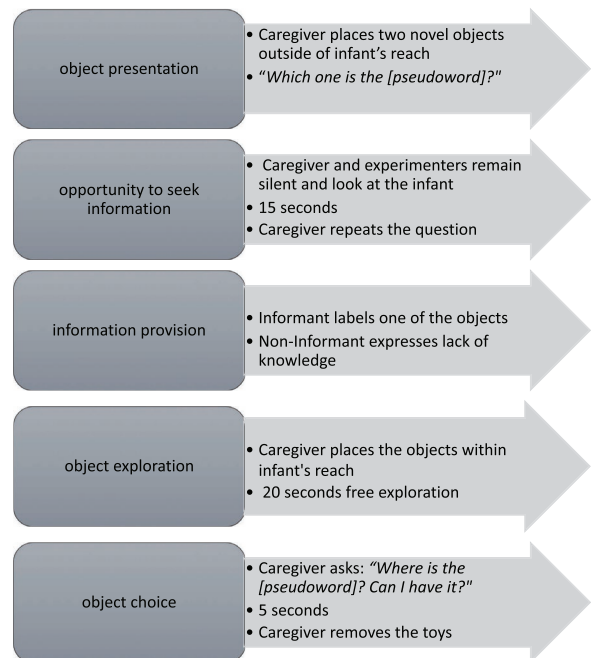 object presentation
• Caregiver places two novel objects
outside of infant's reach
• “Which one is the [pseudoword]?"
opportunity to seek
information
• Caregiver and experimenters remain
silent and look at the infant
• 15 seconds
• Caregiver repeats the question
information provision
• Informant labels one of the objects
• Non-Informant expresses lack of
knowledge
object exploration
• Caregiver places the objects within
infant's reach
• 20 seconds free exploration
object choice
• Caregiver asks: “Where is the
[pseudoword]? Can I have it?"
• 5 seconds
• Caregiver removes the toys